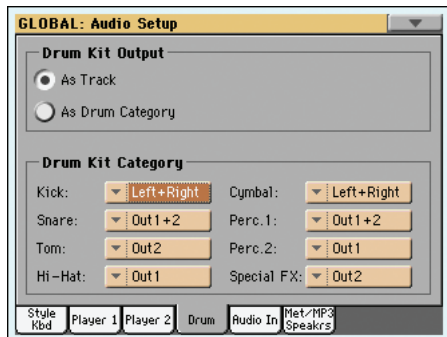 GLOBAL: Audio Setup
Drum Kit Output
As Track
As Drum Category
Drum Kit Category
Kick: Left+Right Cymbal: Left+Right
Snare: Out1+2 Perc.1: Out1+2
Tom: Out2 Perc.2: Out1
Hi-Hat: Out1 Special FX: Out2
Style Kbd Player 1 Player 2 Drum Audio In Met/MP3 Speakrs